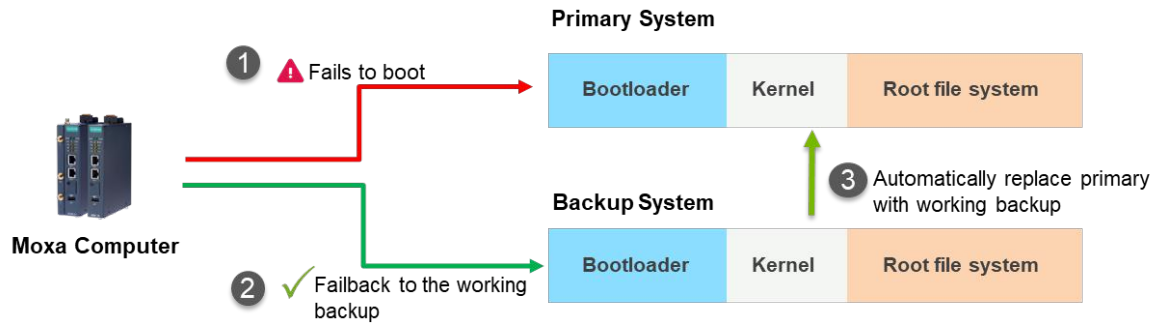 Primary System
1
Fails to boot
Bootloader
Kernel
Root file system
Moxa Computer
3
Automatically replace primary
with working backup
Backup System
2
Failback to the working
backup
Bootloader
Kernel
Root file system